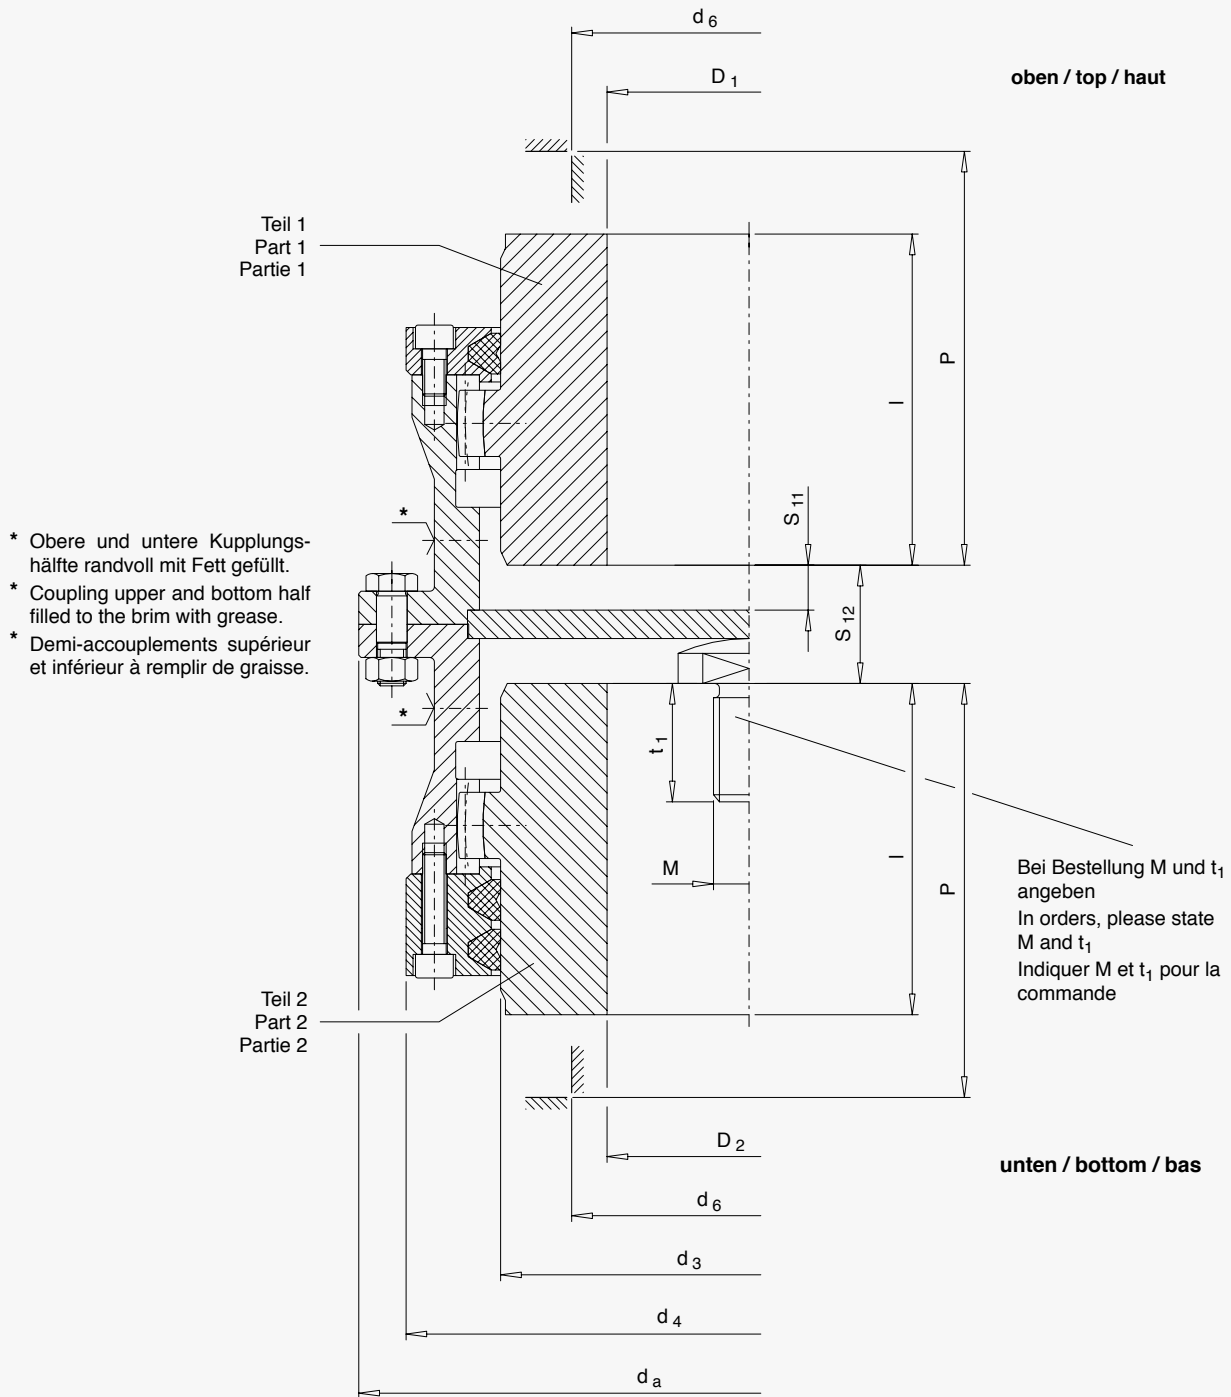 d 6
D 1
oben / top / haut
Teil 1
Part 1
Partie 1
P
l
S 11
S 12
*
* Obere und untere Kupplungs-
hälfte randvoll mit Fett gefüllt.
* Coupling upper and bottom half
filled to the brim with grease.
* Demi-accouplements supérieur
et inférieur à remplir de graisse.
*
t1
M
l
P
Bei Bestellung M und t1
angeben
In orders, please state
M and t1
Indiquer M et t1 pour la
commande
Teil 2
Part 2
Partie 2
D 2
unten / bottom / bas
d 6
d 3
d 4
d a